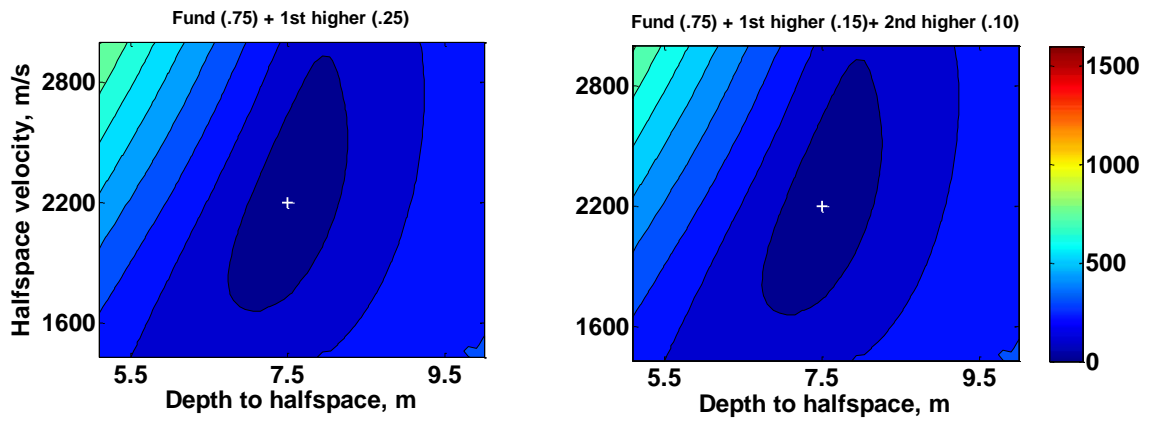 Fund (.75) + 1st higher (.25)
Halfspace velocity, m/s
2800
2200
1600
5.5 7.5 9.5
Depth to halfspace, m
Fund (.75) + 1st higher (.15)+ 2nd higher (.10)
2800
2200
1600
5.5 7.5 9.5
Depth to halfspace, m
1500
1000
500
0